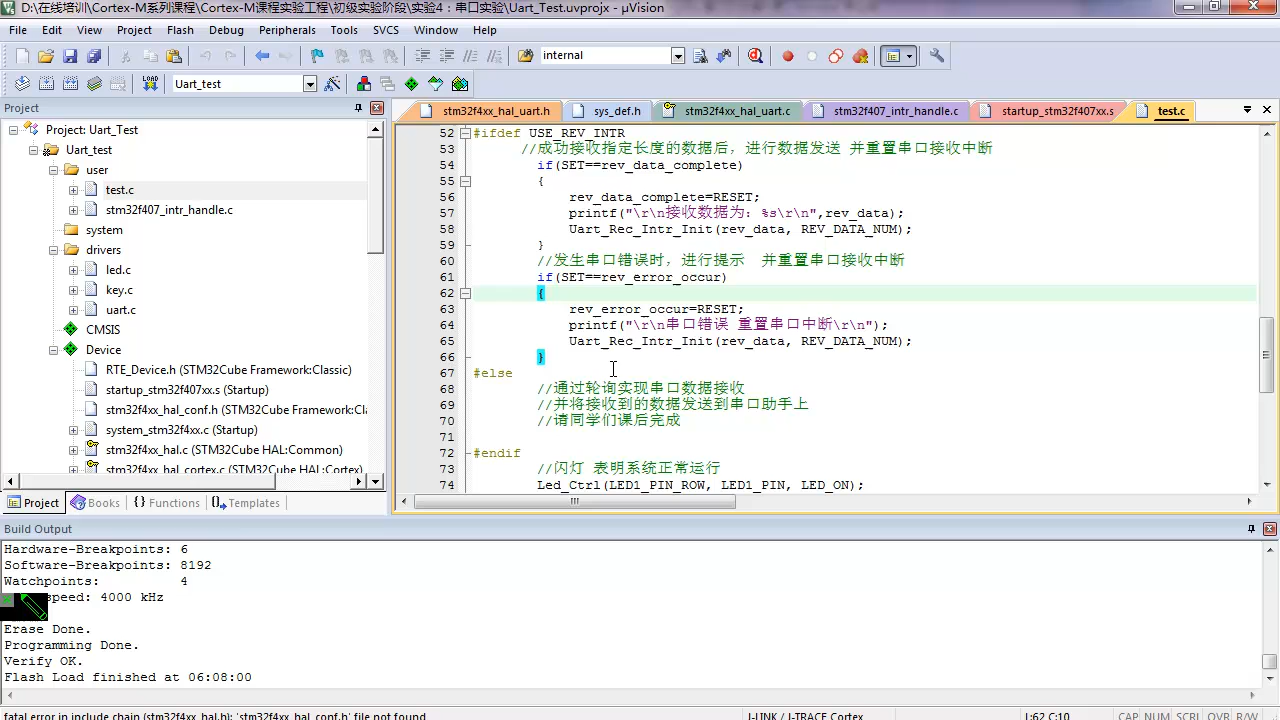 D:\在线培训\Cortex-M系列课程\Cortex-M课程实验工程\初级实验阶段\实验4：串口实验\Uart_Test.uvprojx - µVision
File Edit View Project Flash Debug Peripherals Tools SVCS Window Help
internal
LOAD Uart_test
Project
stm32f4xx_hal_uart.h sys_def.h stm32f4xx_hal_uart.c stm32f407_intr_handle.c startup_stm32f407xx.s test.c
Project: Uart_Test
Uart_test
user
test.c
stm32f407_intr_handle.c
system
drivers
led.c
key.c
uart.c
CMSIS
Device
RTE_Device.h (STM32Cube Framework:Classic)
startup_stm32f407xx.s (Startup)
stm32f4xx_hal_conf.h (STM32Cube Framework:Cla
system_stm32f4xx.c (Startup)
stm32f4xx_hal.c (STM32Cube HAL:Common)
stm32f4xx_hal_cortex.c (STM32Cube HAL:Cortex)
Project Books Functions Templates
52 #ifdef USE_REV_INTR
53 //成功接收指定长度的数据后，进行数据发送 并重置串口接收中断
54 if(SET==rev_data_complete)
55 {
56 rev_data_complete=RESET;
57 printf("\r\n接收数据为：%s\r\n",rev_data);
58 Uart_Rec_Intr_Init(rev_data, REV_DATA_NUM);
59 }
60 //发生串口错误时，进行提示 并重置串口接收中断
61 if(SET==rev_error_occur)
62 {
63 rev_error_occur=RESET;
64 printf("\r\n串口错误 重置串口中断\r\n");
65 Uart_Rec_Intr_Init(rev_data, REV_DATA_NUM);
66 }
67 #else
68 //通过轮询实现串口数据接收
69 //并将接收到的数据发送到串口助手上
70 //请同学们课后完成
71
72 #endif
73 //闪灯 表明系统正常运行
74 Led_Ctrl(LED1_PIN_ROW, LED1_PIN, LED_ON);
Build Output
Hardware-Breakpoints: 6
Software-Breakpoints: 8192
Watchpoints: 4
speed: 4000 kHz
Erase Done.
Programming Done.
Verify OK.
Flash Load finished at 06:08:00
fatal error in include chain (stm32f4xx_hal.h): 'stm32f4xx_hal_conf.h' file not found J-LINK / J-TRACE Cortex L:62 C:10 CAP NUM SCRL OVR R/W